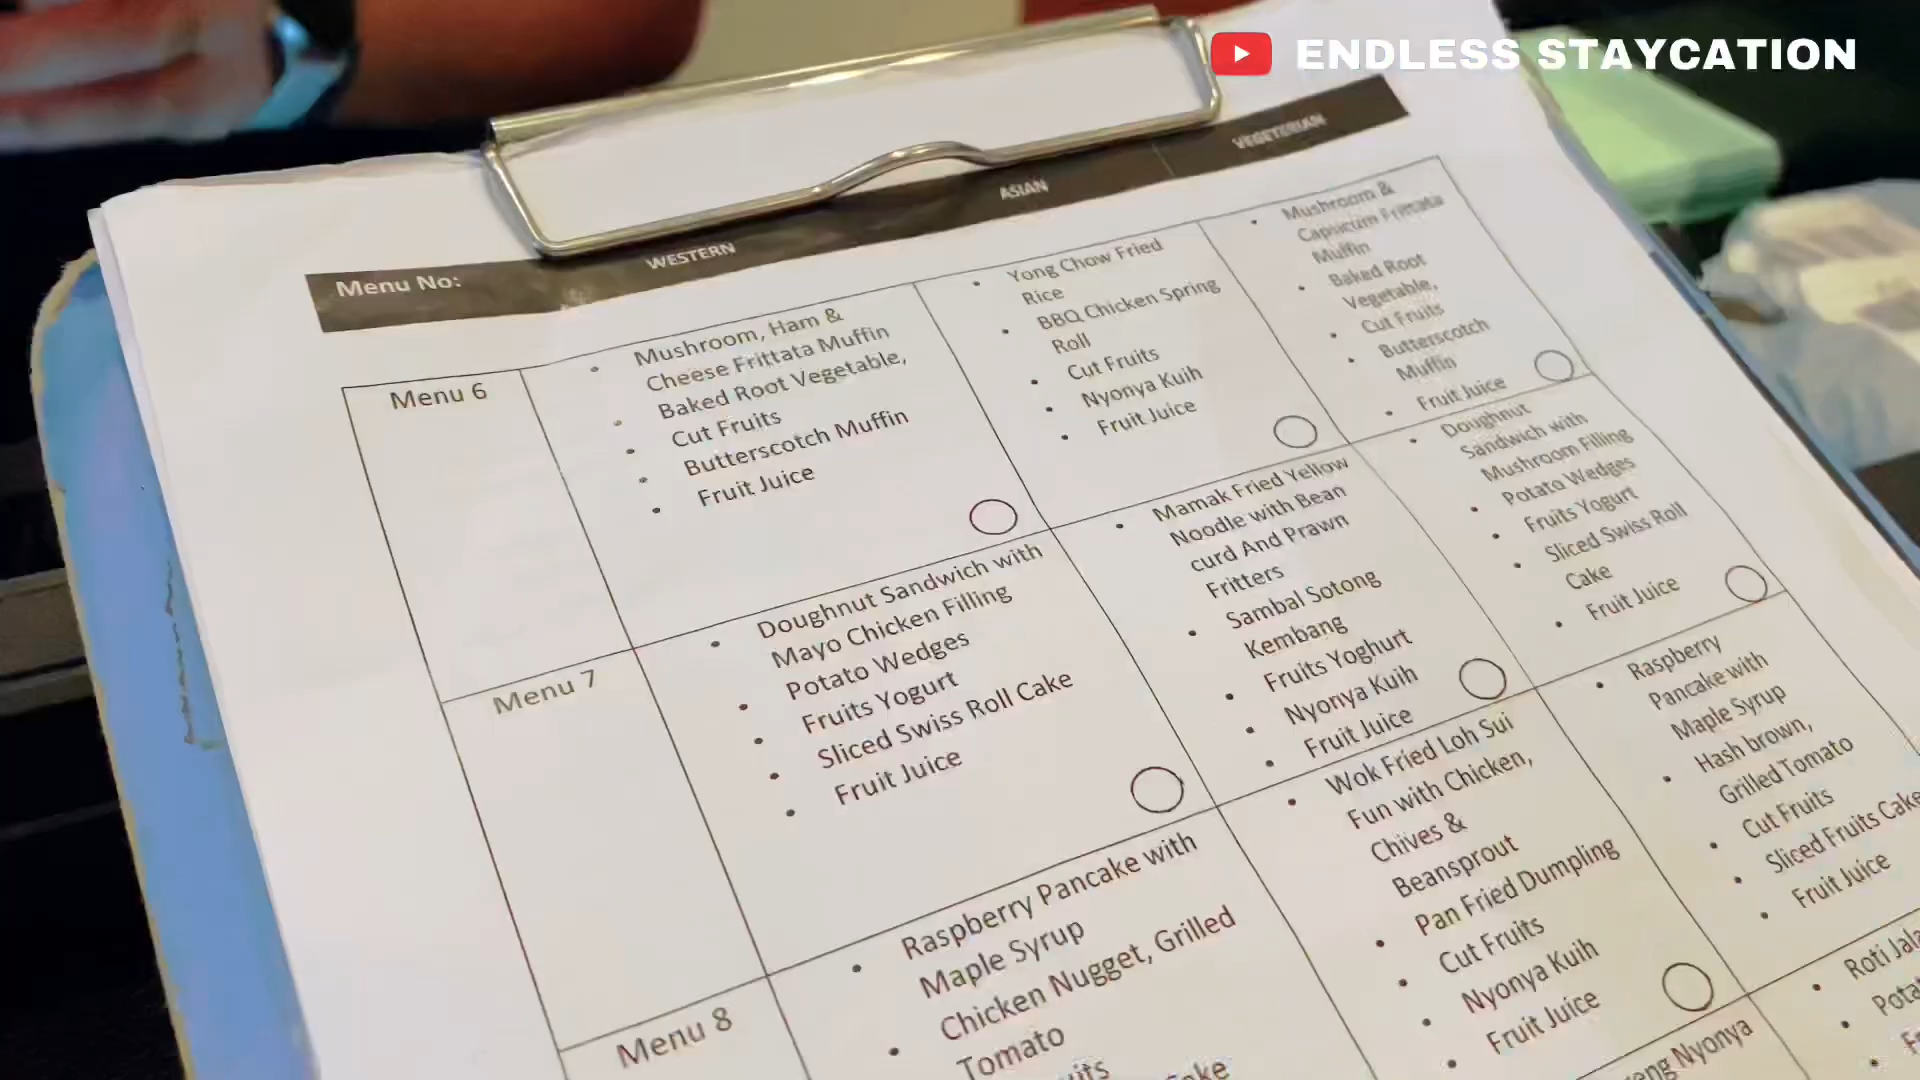 ENDLESS STAYCATION
Menu No:
WESTERN
ASIAN
VEGETERIAN
Menu 6
Mushroom, Ham &
Cheese Frittata Muffin
Baked Root Vegetable,
Cut Fruits
Butterscotch Muffin
Fruit Juice
Yong Chow Fried
Rice
BBQ Chicken Spring
Roll
Cut Fruits
Nyonya Kuih
Fruit Juice
Mushroom &
Capsicum Frittata
Muffin
Baked Root
Vegetable,
Cut Fruits
Butterscotch
Muffin
Fruit Juice
Menu 7
Doughnut Sandwich with
Mayo Chicken Filling
Potato Wedges
Fruits Yogurt
Sliced Swiss Roll Cake
Fruit Juice
Mamak Fried Yellow
Noodle with Bean
curd And Prawn
Fritters
Sambal Sotong
Kembang
Fruits Yoghurt
Nyonya Kuih
Fruit Juice
Doughnut
Sandwich with
Mushroom Filling
Potato Wedges
Fruits Yogurt
Sliced Swiss Roll
Cake
Fruit Juice
Menu 8
Raspberry Pancake with
Maple Syrup
Chicken Nugget, Grilled
Tomato
Wok Fried Loh Sui
Fun with Chicken,
Chives &
Beansprout
Pan Fried Dumpling
Cut Fruits
Nyonya Kuih
Fruit Juice
Raspberry
Pancake with
Maple Syrup
Hash brown,
Grilled Tomato
Cut Fruits
Sliced Fruits Cake
Fruit Juice
Nyonya
Roti Jala